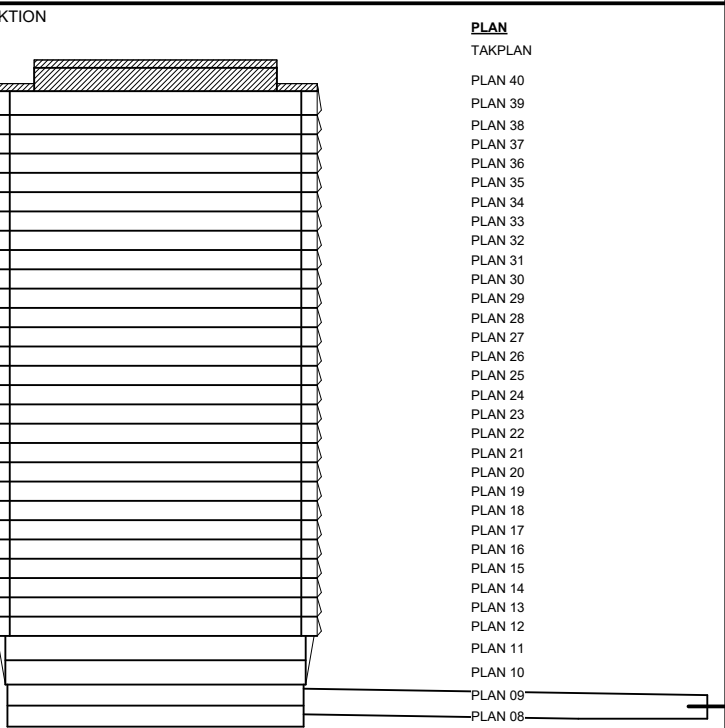 KTION
PLAN
TAKPLAN
PLAN 40
PLAN 39
PLAN 38
PLAN 37
PLAN 36
PLAN 35
PLAN 34
PLAN 33
PLAN 32
PLAN 31
PLAN 30
PLAN 29
PLAN 28
PLAN 27
PLAN 26
PLAN 25
PLAN 24
PLAN 23
PLAN 22
PLAN 21
PLAN 20
PLAN 19
PLAN 18
PLAN 17
PLAN 16
PLAN 15
PLAN 14
PLAN 13
PLAN 12
PLAN 11
PLAN 10
PLAN 09
PLAN 08